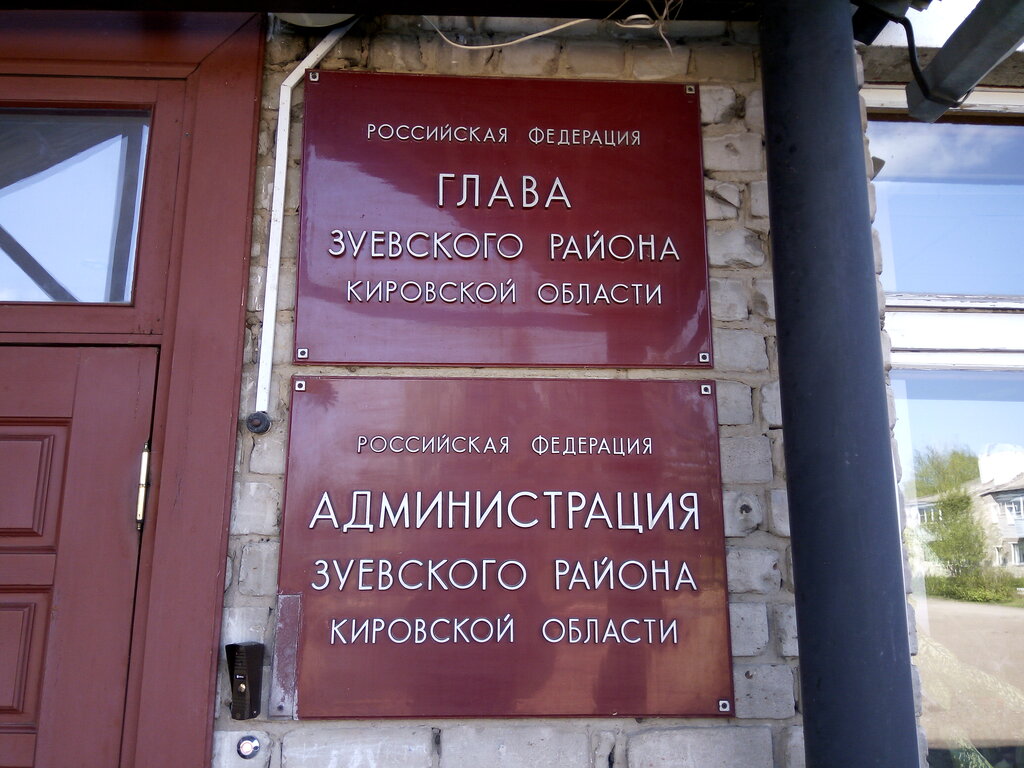 РОССИЙСКАЯ ФЕДЕРАЦИЯ
ГЛАВА
ЗУЕВСКОГО РАЙОНА
КИРОВСКОЙ ОБЛАСТИ
РОССИЙСКАЯ ФЕДЕРАЦИЯ
АДМИНИСТРАЦИЯ
ЗУЕВСКОГО РАЙОНА
КИРОВСКОЙ ОБЛАСТИ